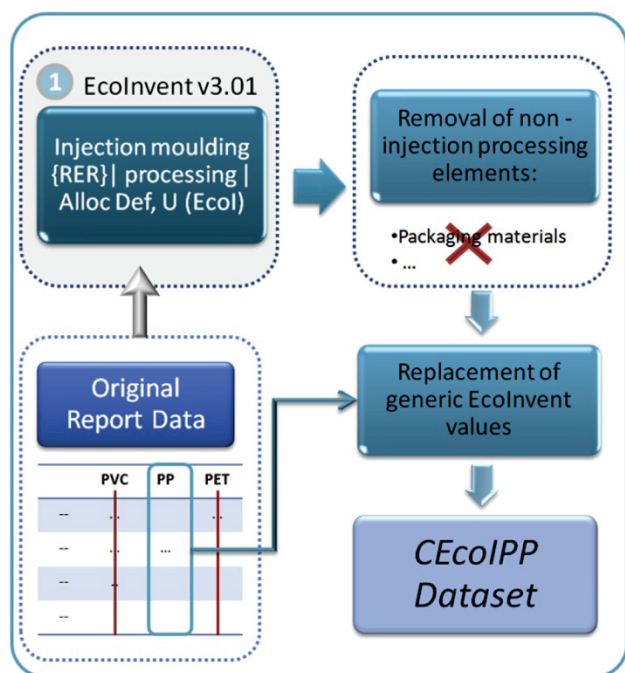 1 EcoInvent v3.01
Injection moulding
{RER}| processing |
Alloc Def, U (EcoI)
Removal of non -
injection processing
elements:
•Packaging materials
• ...
Original
Report Data
PVC PP PET
-- ... ...
-- ... ...
-- ..
--
Replacement of
generic EcoInvent
values
CEcoIPP
Dataset